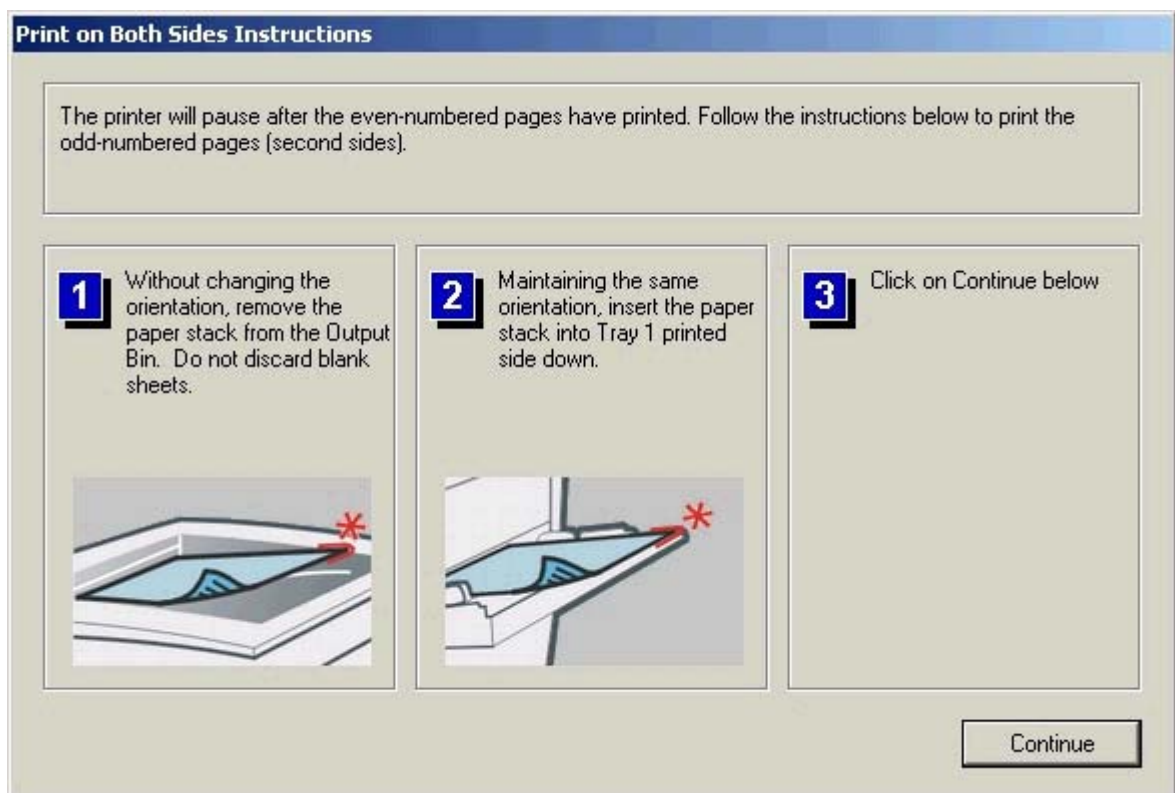 Print on Both Sides Instructions
The printer will pause after the even-numbered pages have printed. Follow the instructions below to print the
odd-numbered pages (second sides).
1
Without changing the
orientation, remove the
paper stack from the Output
Bin. Do not discard blank
sheets.
2
Maintaining the same
orientation, insert the paper
stack into Tray 1 printed
side down.
3
Click on Continue below
Continue